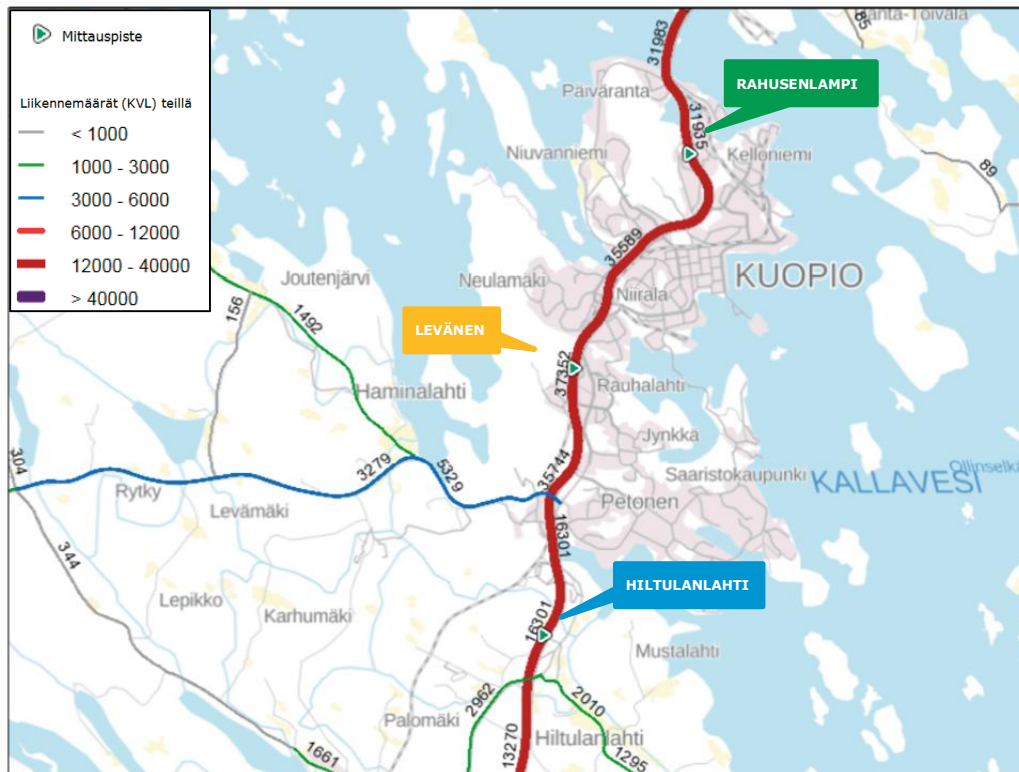 Mittauspiste
Liikennemäärät (KVL) teillä
< 1000
1000 - 3000
3000 - 6000
6000 - 12000
12000 - 40000
> 40000
85
31983
Päiväranta
RAHUSENLAMPI
31935
Niuvanniemi
Kelloniemi
89
35589
Joutenjärvi
Neulamäki
KUOPIO
Niirala
156
1492
LEVÄNEN
37352
Rauhalahti
Haminalahti
Jynkkä
304
3279
5329
35744
Saaristokaupunki
Ollinselkä
KALLAVESI
Rytky
Levämäki
Petonen
16301
344
HILTULANLAHTI
Lepikko
Karhumäki
16301
Mustalahti
2962
2010
Palomäki
13270
Hiltulanlahti
1661
1295